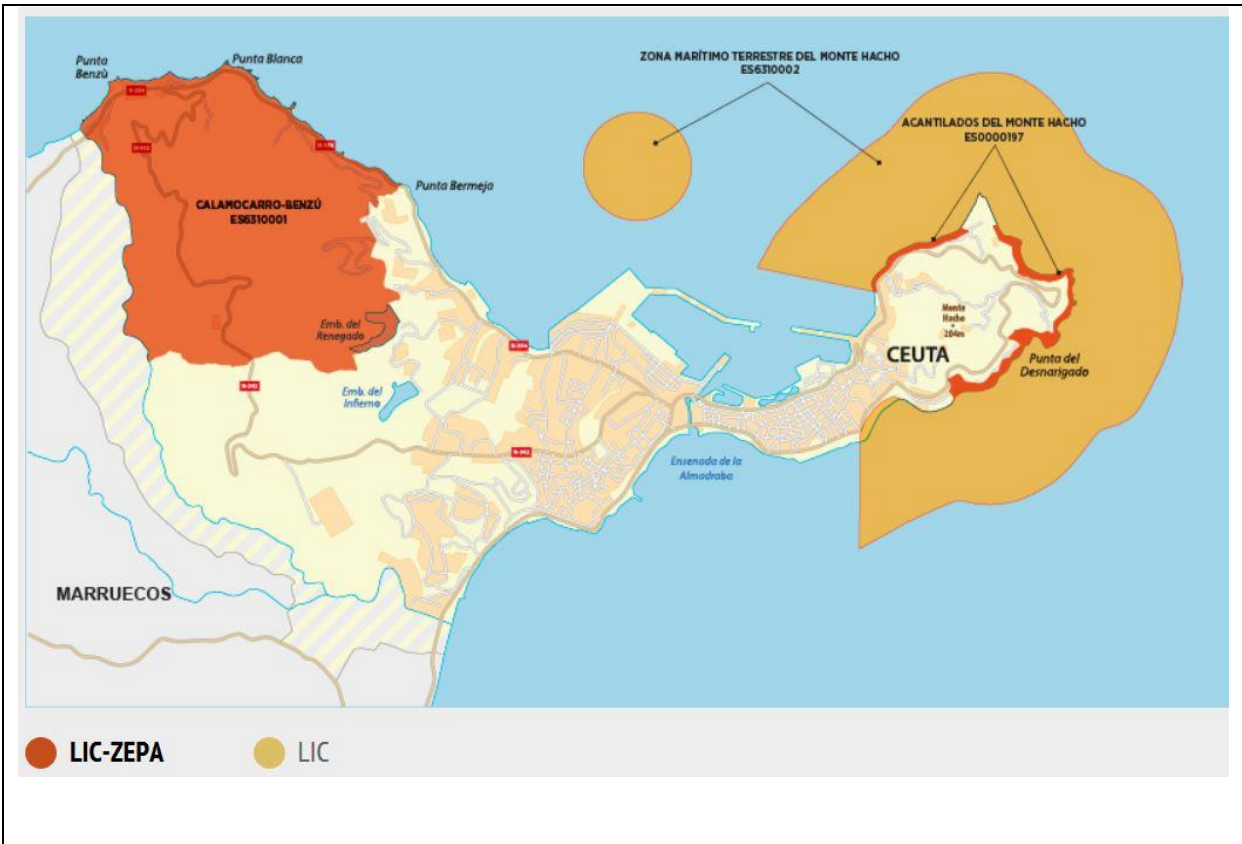 Punta
Benzù
Punta Blanca
ZONA MARÍTIMO TERRESTRE DEL MONTE HACHO
ES6310002
ACANTILADOS DEL MONTE HACHO
ES0000197
Punta Bermeja
CALAMOCARRO-BENZÚ
ES6310001
Emb. del
Renegado
Monte
Hacho
204m
CEUTA
Punta del
Desnarigado
Emb. del
Infierno
Ensenada de la
Almadraba
MARRUECOS
LIC-ZEPA
LIC